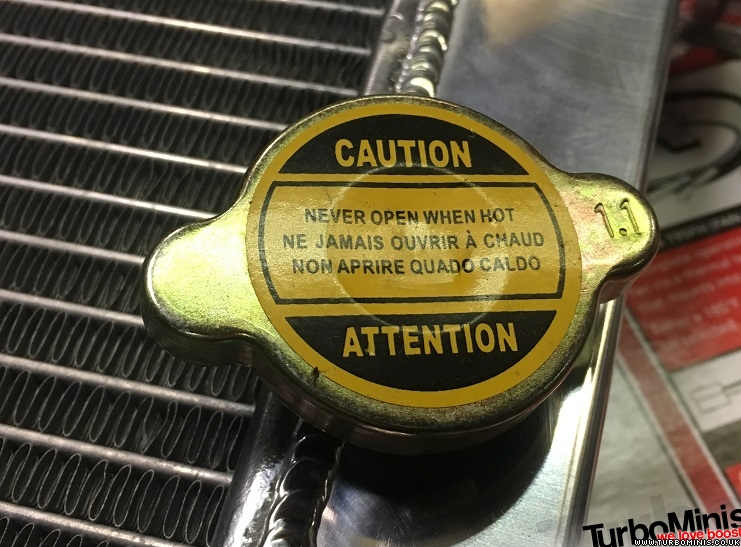 CAUTION
NEVER OPEN WHEN HOT
NE JAMAIS OUVRIR À CHAUD
NON APRIRE QUADO CALDO
ATTENTION
1.1
TurboMinis
we love boost
WWW.TURBOMINIS.CO.UK